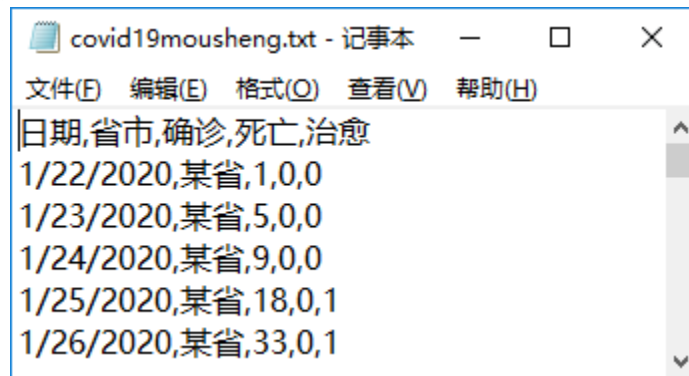 covid19mousheng.txt - 记事本
文件(F) 编辑(E) 格式(O) 查看(V) 帮助(H)
日期,省市,确诊,死亡,治愈
1/22/2020,某省,1,0,0
1/23/2020,某省,5,0,0
1/24/2020,某省,9,0,0
1/25/2020,某省,18,0,1
1/26/2020,某省,33,0,1